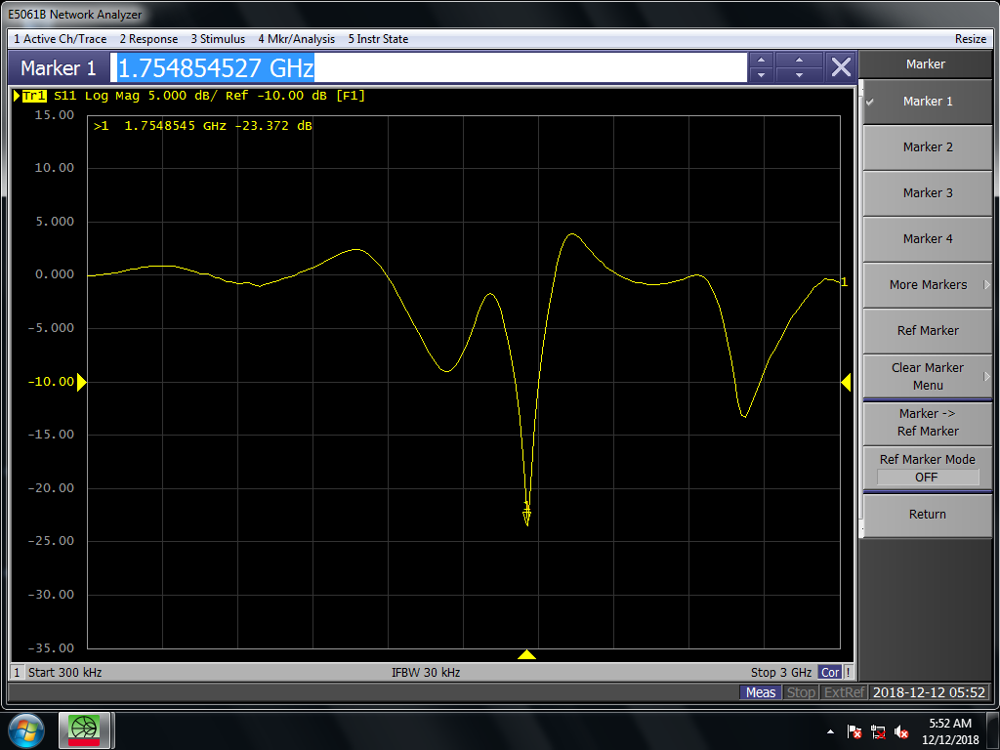 E5061B Network Analyzer
1 Active Ch/Trace 2 Response 3 Stimulus 4 Mkr/Analysis 5 Instr State Resize
Marker 1 1.754854527 GHz
Marker
Tr1 S11 Log Mag 5.000 dB/ Ref -10.00 dB [F1]
15.00
>1 1.7548545 GHz -23.372 dB
10.00
5.000
0.000
1
-5.000
-10.00
-15.00
-20.00
-25.00
-30.00
-35.00
Marker 1
Marker 2
Marker 3
Marker 4
More Markers
Ref Marker
Clear Marker
Menu
Marker ->
Ref Marker
Ref Marker Mode
OFF
Return
1 Start 300 kHz IFBW 30 kHz Stop 3 GHz Cor !
Meas Stop ExtRef 2018-12-12 05:52
5:52 AM
12/12/2018